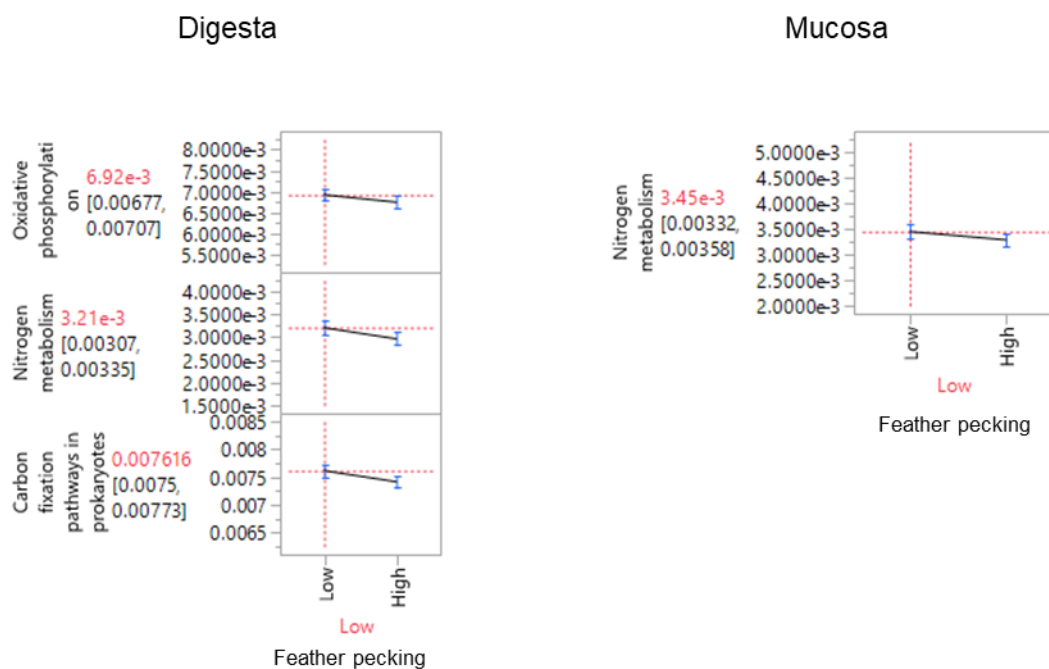 Digesta
Mucosa
Oxidative
phosphorylati
on
6.92e-3
[0.00677,
0.00707]
8.0000e-3
7.5000e-3
7.0000e-3
6.5000e-3
6.0000e-3
5.5000e-3
Nitrogen
metabolism
3.21e-3
[0.00307,
0.00335]
4.0000e-3
3.5000e-3
3.0000e-3
2.5000e-3
2.0000e-3
1.5000e-3
Carbon
fixation
pathways in
prokaryotes
0.007616
[0.0075,
0.00773]
0.0085
0.008
0.0075
0.007
0.0065
Low
High
Low
Feather pecking
Nitrogen
metabolism
3.45e-3
[0.00332,
0.00358]
5.0000e-3
4.5000e-3
4.0000e-3
3.5000e-3
3.0000e-3
2.5000e-3
2.0000e-3
Low
High
Low
Feather pecking